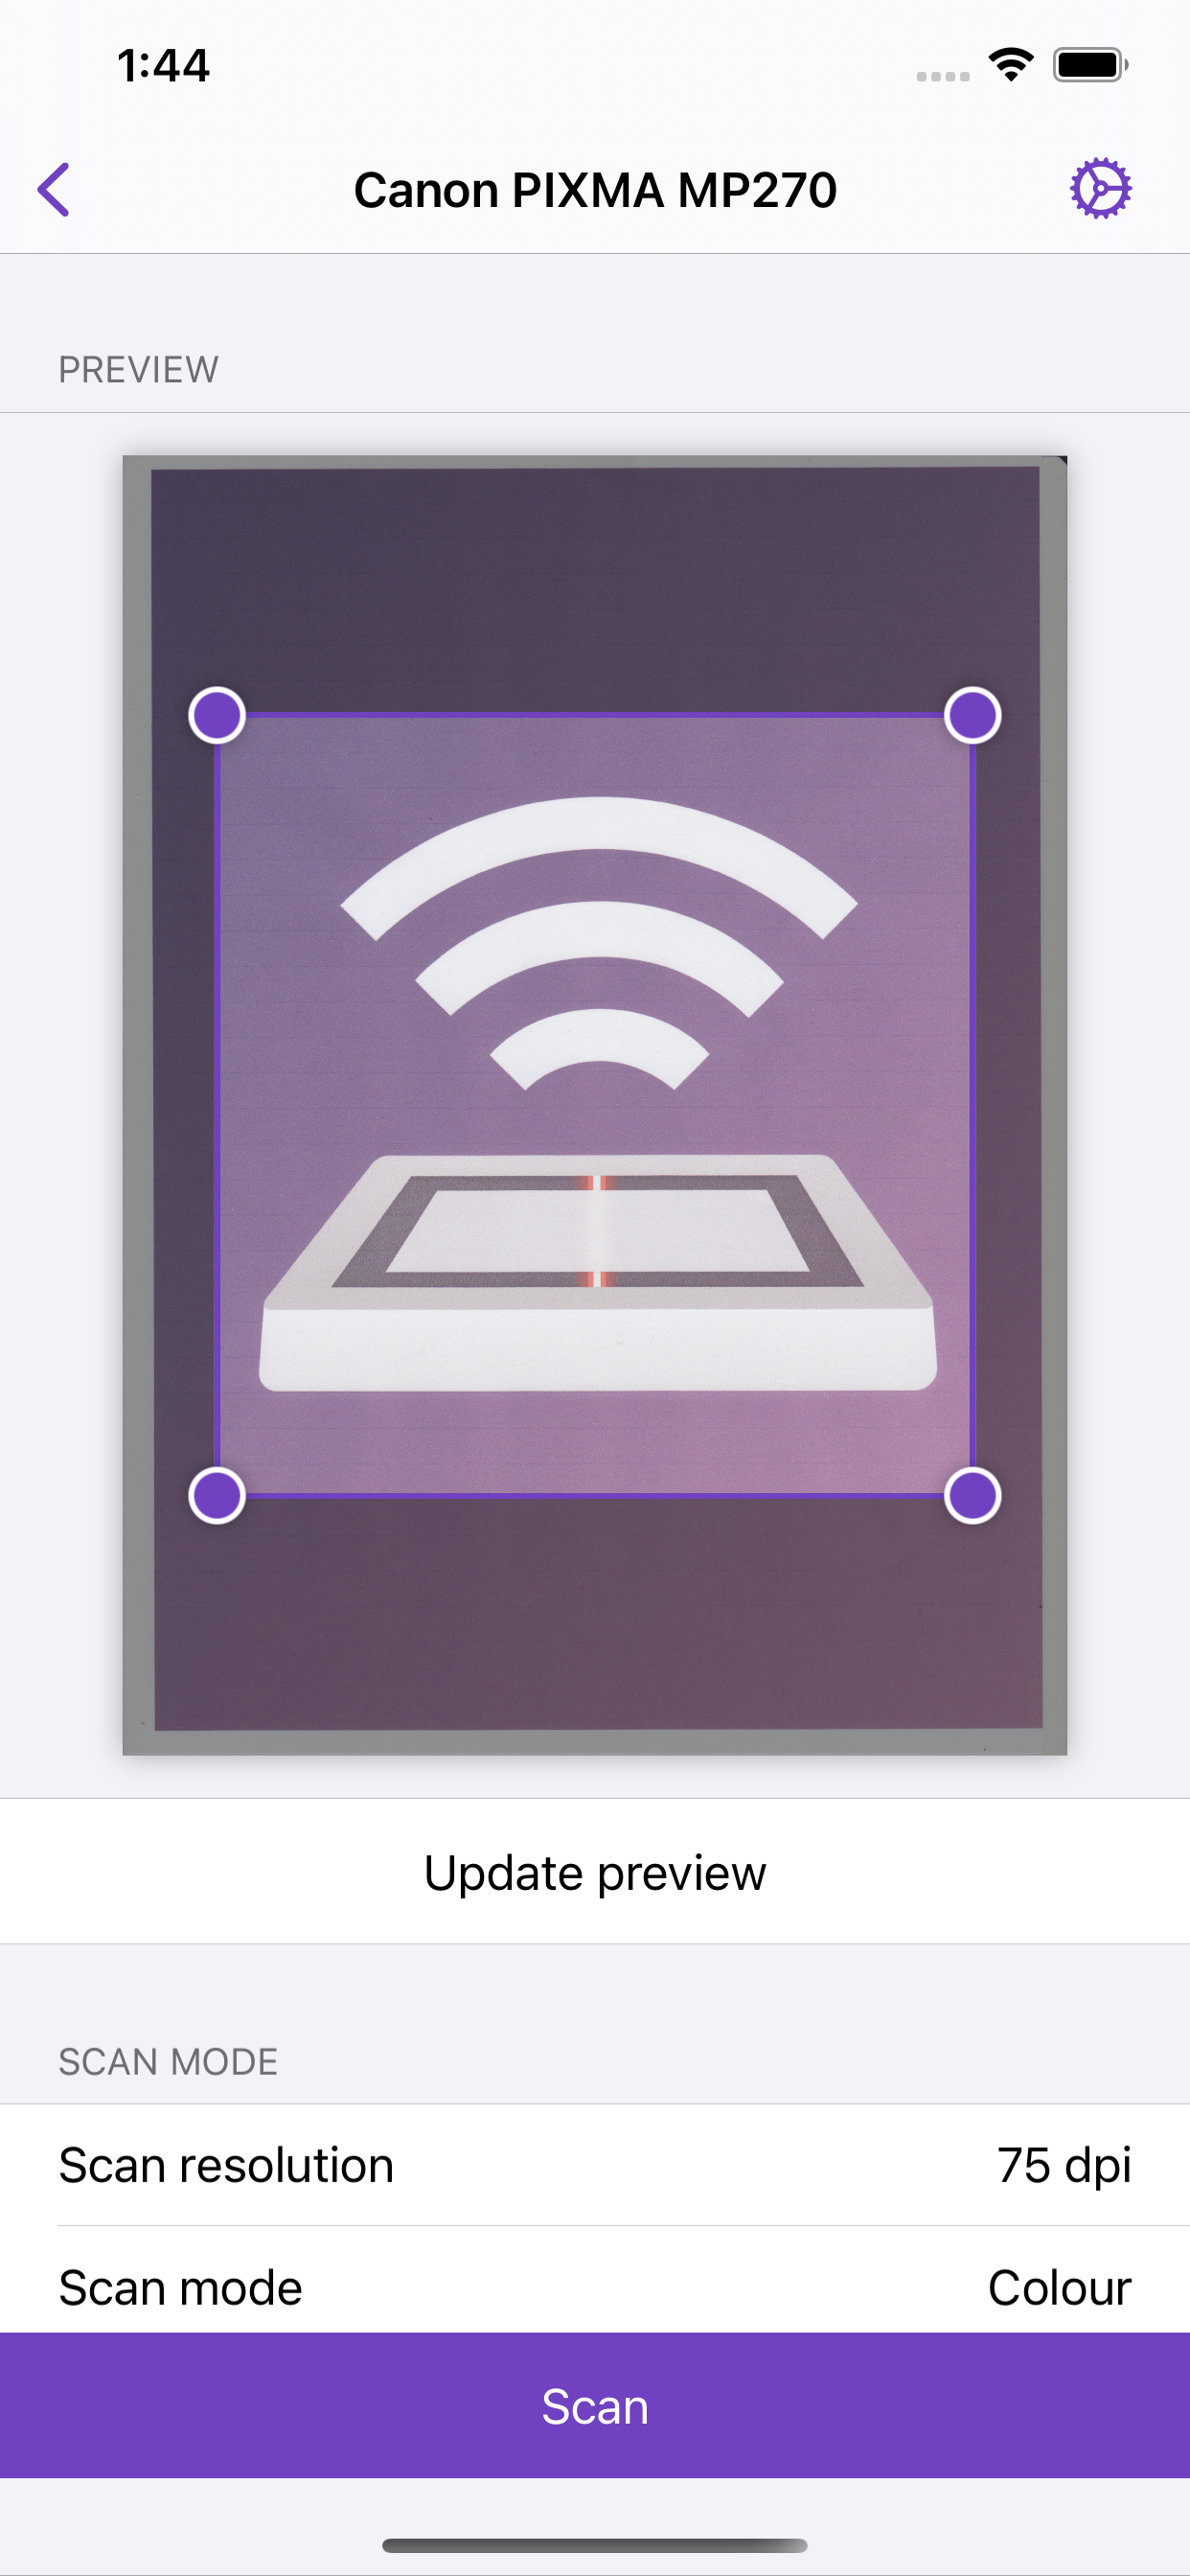 1:44
Canon PIXMA MP270
PREVIEW
Update preview
SCAN MODE
Scan resolution 75 dpi
Scan mode Colour
Scan